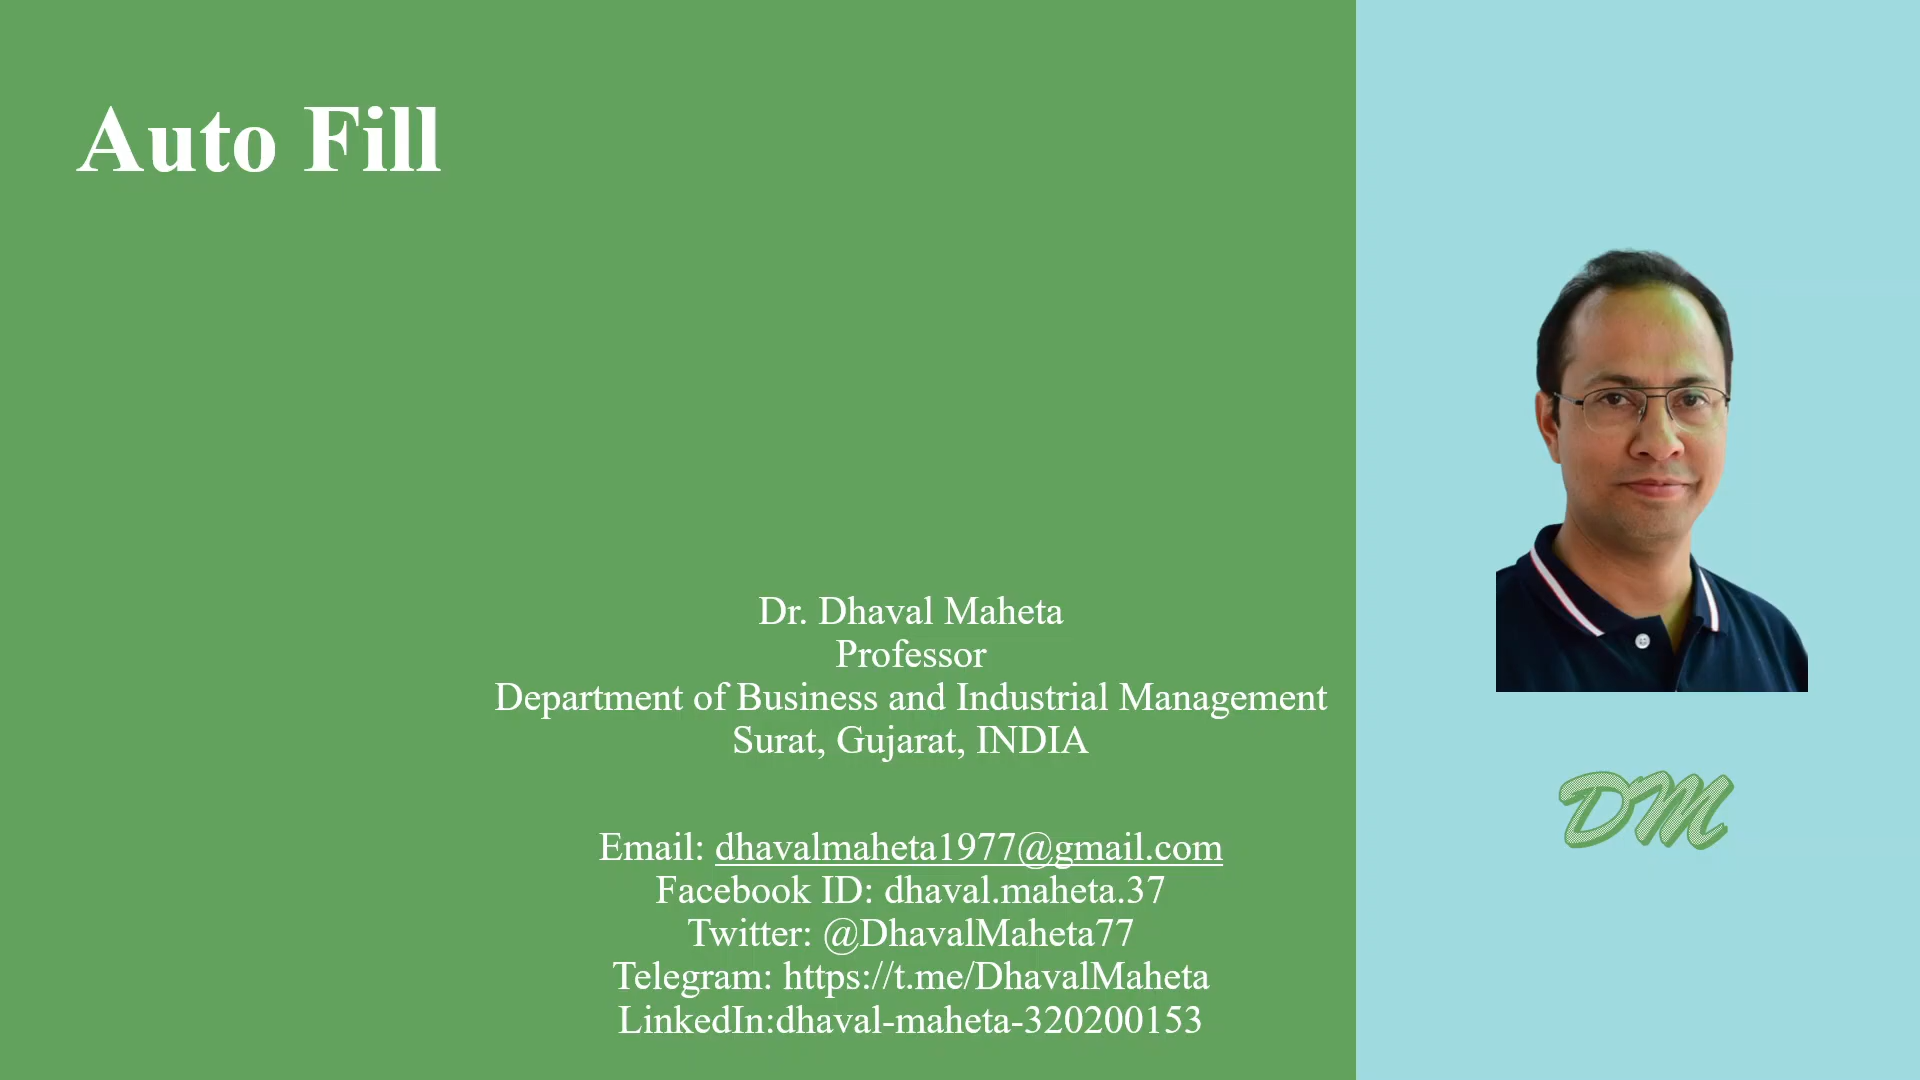 Auto Fill
Dr. Dhaval Maheta
Professor
Department of Business and Industrial Management
Surat, Gujarat, INDIA
Email: dhavalmaheta1977@gmail.com
Facebook ID: dhaval.maheta.37
Twitter: @DhavalMaheta77
Telegram: https://t.me/DhavalMaheta
LinkedIn:dhaval-maheta-320200153
DM